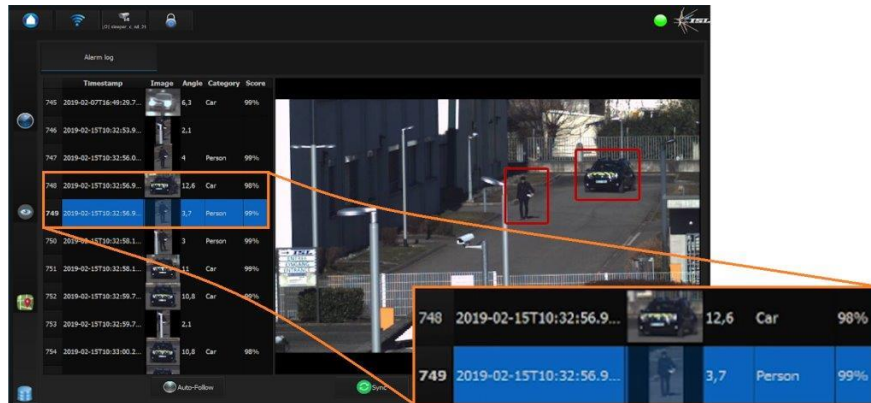 ISL
Alarm log
Timestamp Image Angle Category Score
745 2019-02-07T16:49:29.7... 6,3 Car 99%
746 2019-02-15T10:32:53.9... 2,1
747 2019-02-15T10:32:56.0... 4 Person 99%
748 2019-02-15T10:32:56.9... 12,6 Car 98%
749 2019-02-15T10:32:56.9... 3,7 Person 99%
750 2019-02-15T10:32:58.1... 3 Person 99%
751 2019-02-15T10:32:58.1... 11 Car 99%
752 2019-02-15T10:32:59.7... 10,8 Car 99%
753 2019-02-15T10:32:59.7... 2,1
754 2019-02-15T10:33:00.2... 10,8 Car 98%
ISL
Auto-Follow
Sync
748 2019-02-15T10:32:56.9... 12,6 Car 98%
749 2019-02-15T10:32:56.9... 3,7 Person 99%